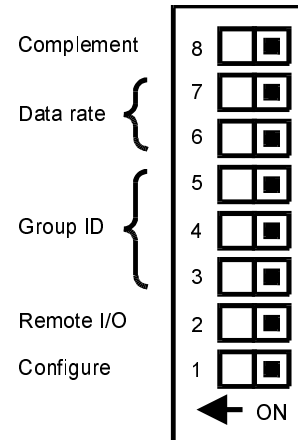 Complement 8
7
Data rate
6
5
Group ID 4
3
Remote I/O 2
Configure 1
ON